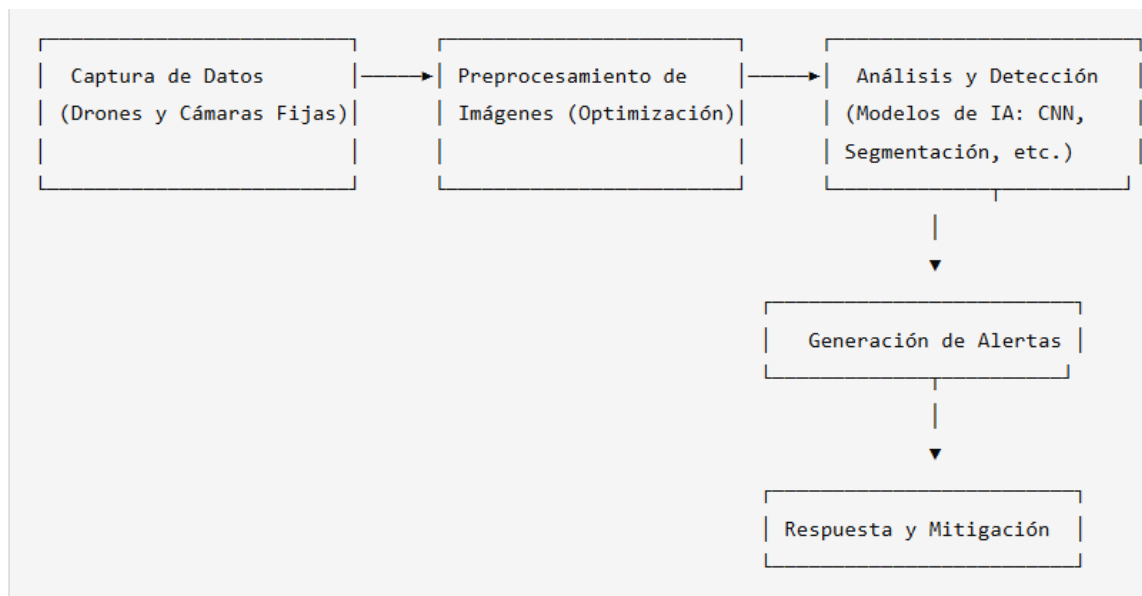 Captura de Datos
(Drones y Cámaras Fijas)
Preprocesamiento de
Imágenes (Optimización)
Análisis y Detección
(Modelos de IA: CNN,
Segmentación, etc.)
Generación de Alertas
Respuesta y Mitigación